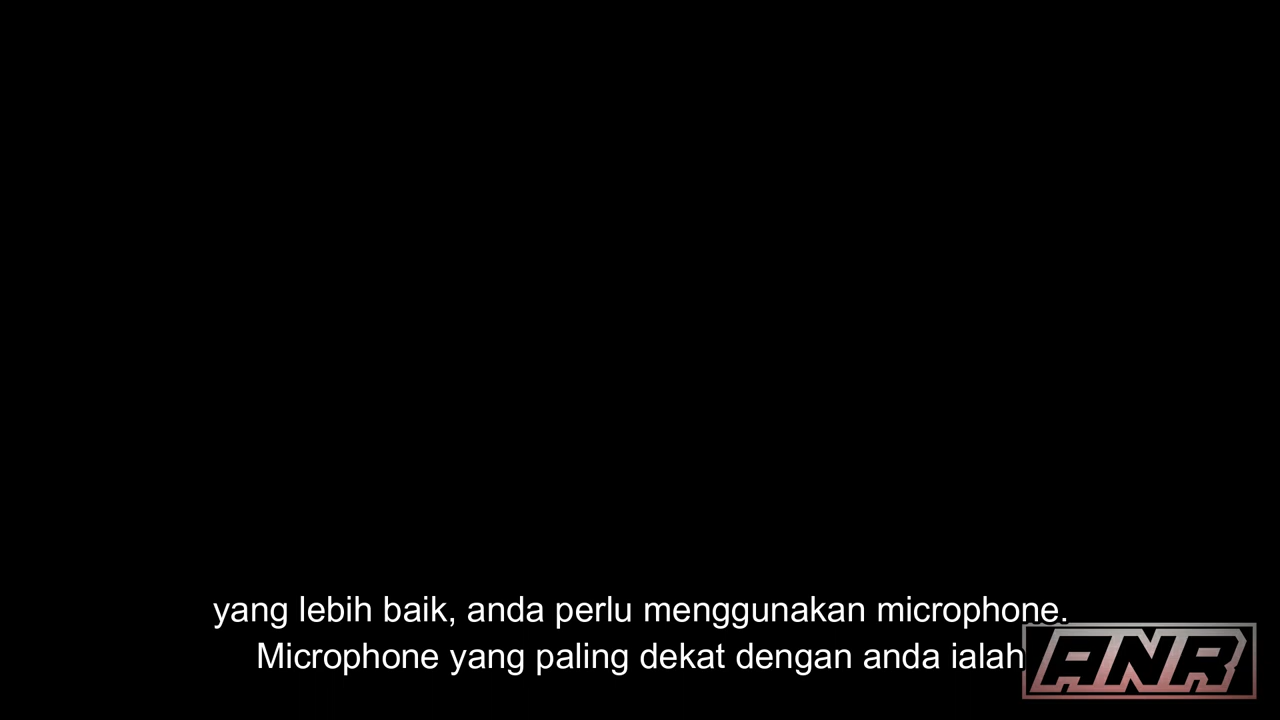 yang lebih baik, anda perlu menggunakan microphone.
Microphone yang paling dekat dengan anda ialah
ANR